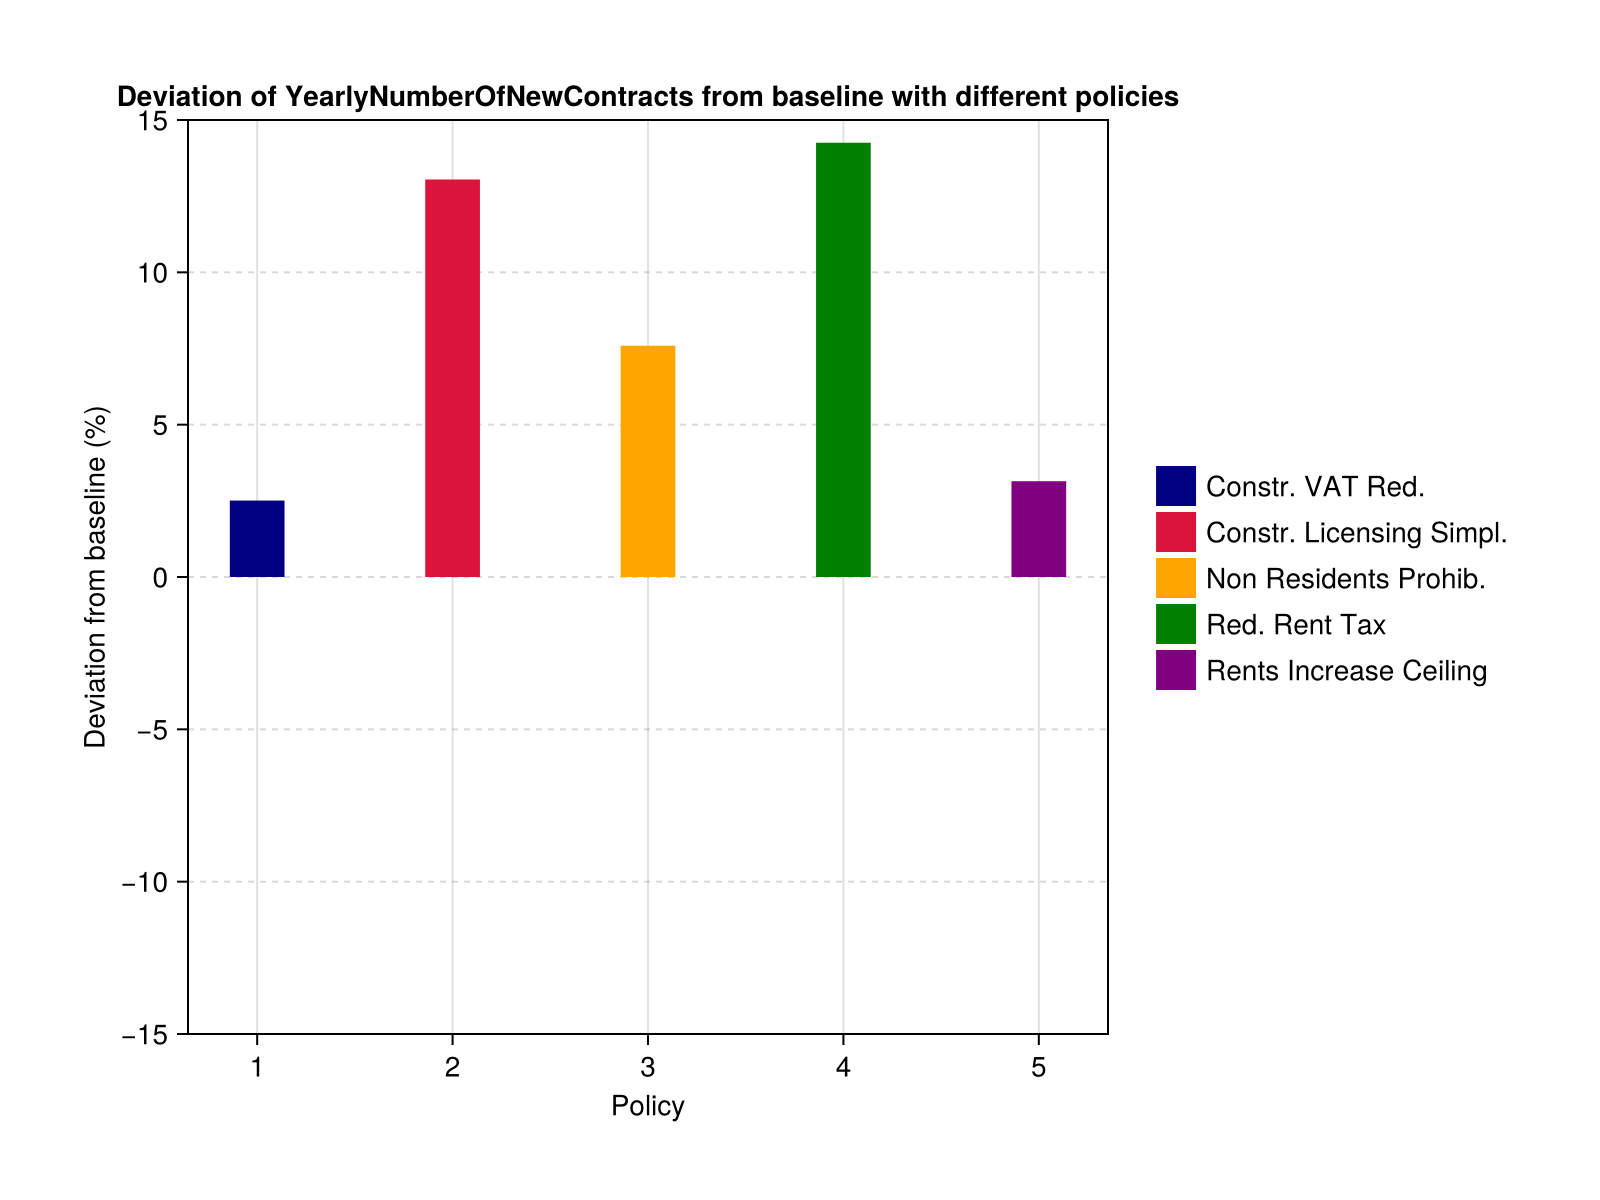 Deviation of YearlyNumberOfNewContracts from baseline with different policies
15
10
5
0
−5
−10
−15
Deviation from baseline (%)
1 2 3 4 5
Policy
Constr. VAT Red.
Constr. Licensing Simpl.
Non Residents Prohib.
Red. Rent Tax
Rents Increase Ceiling